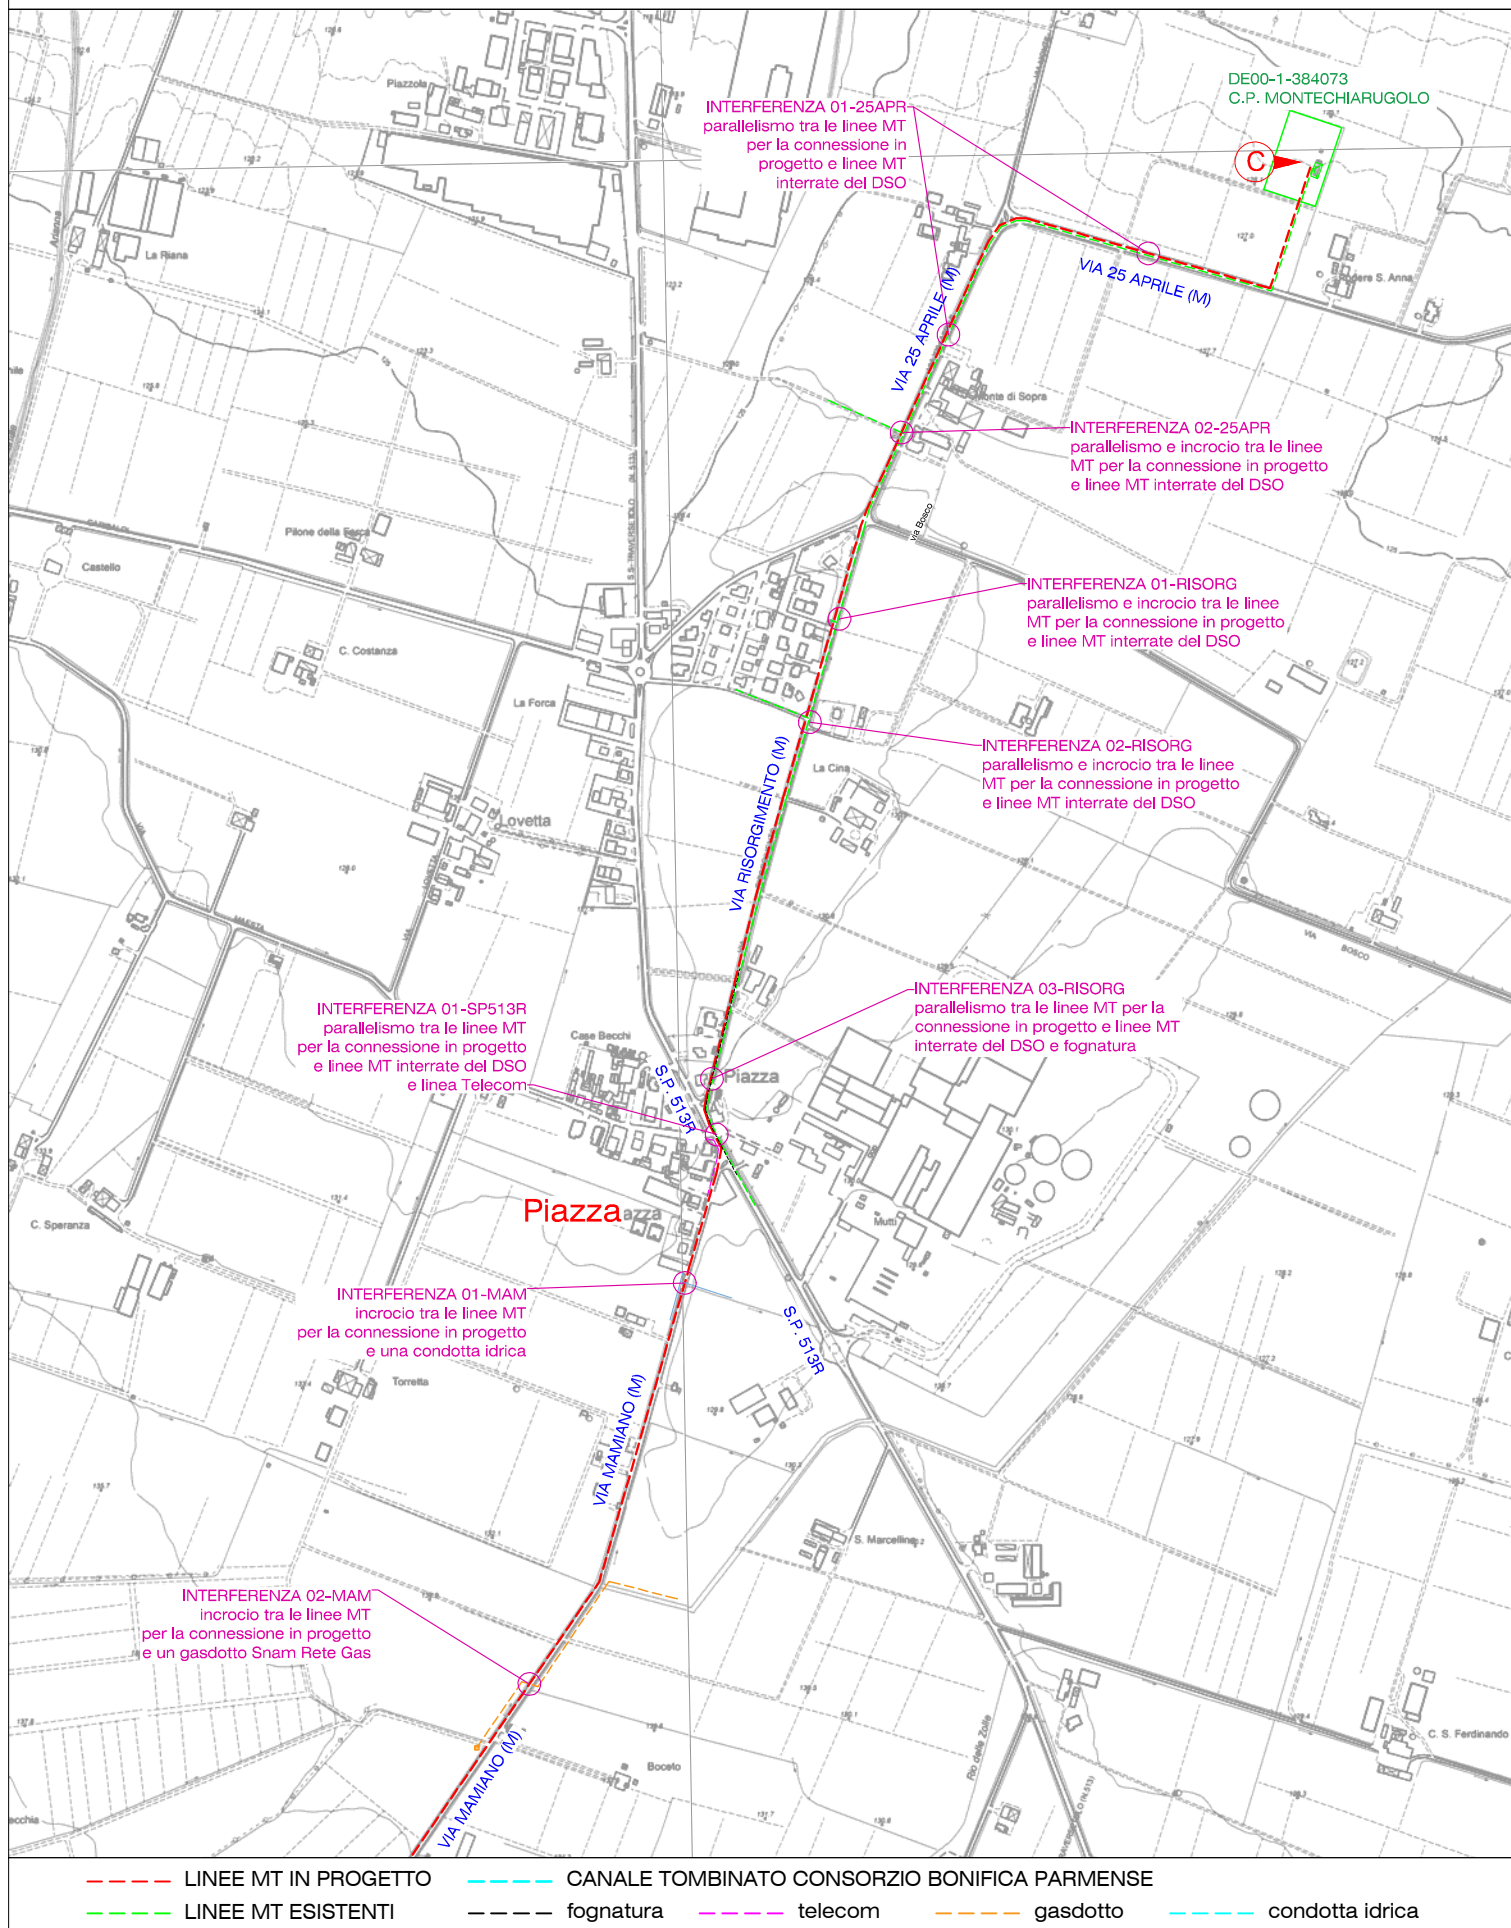 DE00-1-384073
C.P. MONTECHIARUGOLO
C
INTERFERENZA 01-25APR
parallelismo tra le linee MT
per la connessione in
progetto e linee MT
interrate del DSO
Piazzola
La Riana
VIA 25 APRILE (M)
VIA 25 APRILE (M)
Podere S. Anna
INTERFERENZA 02-25APR
parallelismo e incrocio tra le linee
MT per la connessione in progetto
e linee MT interrate del DSO
Via Bosco
Pilone della Forca
Castello
INTERFERENZA 01-RISORG
parallelismo e incrocio tra le linee
MT per la connessione in progetto
e linee MT interrate del DSO
C. Costanza
La Forca
INTERFERENZA 02-RISORG
parallelismo e incrocio tra le linee
MT per la connessione in progetto
e linee MT interrate del DSO
La Cina
Lovetta
VIA RISORGIMENTO (M)
VIA BOSCO
INTERFERENZA 03-RISORG
parallelismo tra le linee MT per la
connessione in progetto e linee MT
interrate del DSO e fognatura
INTERFERENZA 01-SP513R
parallelismo tra le linee MT
per la connessione in progetto
e linee MT interrate del DSO
e linea Telecom
Case Becchi
S.P. 513R
Piazza
Piazza
C. Speranza
Mutti
INTERFERENZA 01-MAM
incrocio tra le linee MT
per la connessione in progetto
e una condotta idrica
S.P. 513R
Torretta
VIA MAMIANO (M)
S. Marcellino
INTERFERENZA 02-MAM
incrocio tra le linee MT
per la connessione in progetto
e un gasdotto Snam Rete Gas
VIA MAMIANO (M)
Boceto
Rio delle Zolle
C. S. Ferdinando
LINEE MT IN PROGETTO
CANALE TOMBINATO CONSORZIO BONIFICA PARMENSE
LINEE MT ESISTENTI
fognatura
telecom
gasdotto
condotta idrica